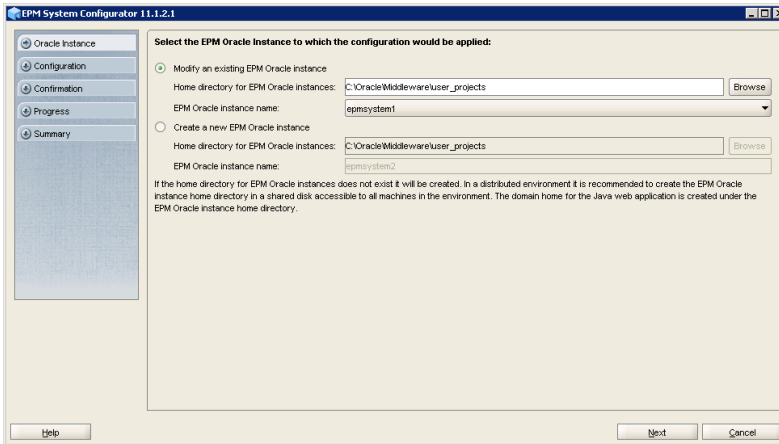 EPM System Configurator 11.1.2.1
Oracle Instance
Configuration
Confirmation
Progress
Summary
Select the EPM Oracle Instance to which the configuration would be applied:
Modify an existing EPM Oracle instance
Home directory for EPM Oracle instances: C:\Oracle\Middleware\user_projects Browse
EPM Oracle instance name: epmsystem1
Create a new EPM Oracle instance
Home directory for EPM Oracle instances: C:\Oracle\Middleware\user_projects Browse
EPM Oracle instance name: epmsystem2
If the home directory for EPM Oracle instances does not exist it will be created. In a distributed environment it is recommended to create the EPM Oracle
instance home directory in a shared disk accessible to all machines in the environment. The domain home for the Java web application is created under the
EPM Oracle instance home directory.
Help Next Cancel